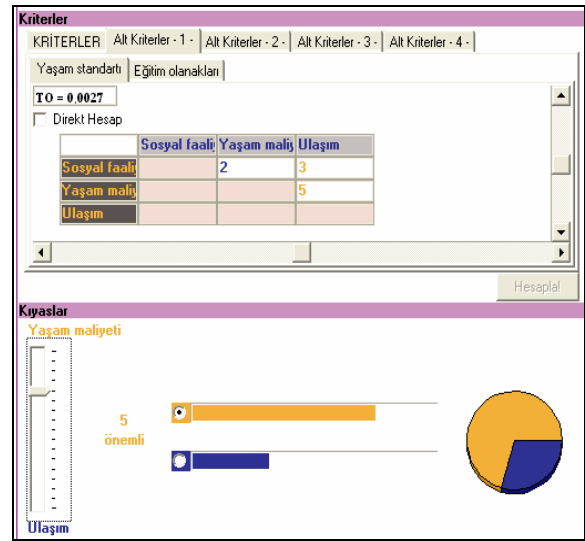 Kriterler
KRİTERLER Alt Kriterler - 1 - Alt Kriterler - 2 - Alt Kriterler - 3 - Alt Kriterler - 4 -
Yaşam standartı Eğitim olanakları
TO = 0,0027
Direkt Hesap
Sosyal faali Yaşam maliy Ulaşım
Sosyal faali 2 3
Yaşam maliy 5
Ulaşım
Hesapla!
Kıyaslar
Yaşam maliyeti
5
önemli
Ulaşım